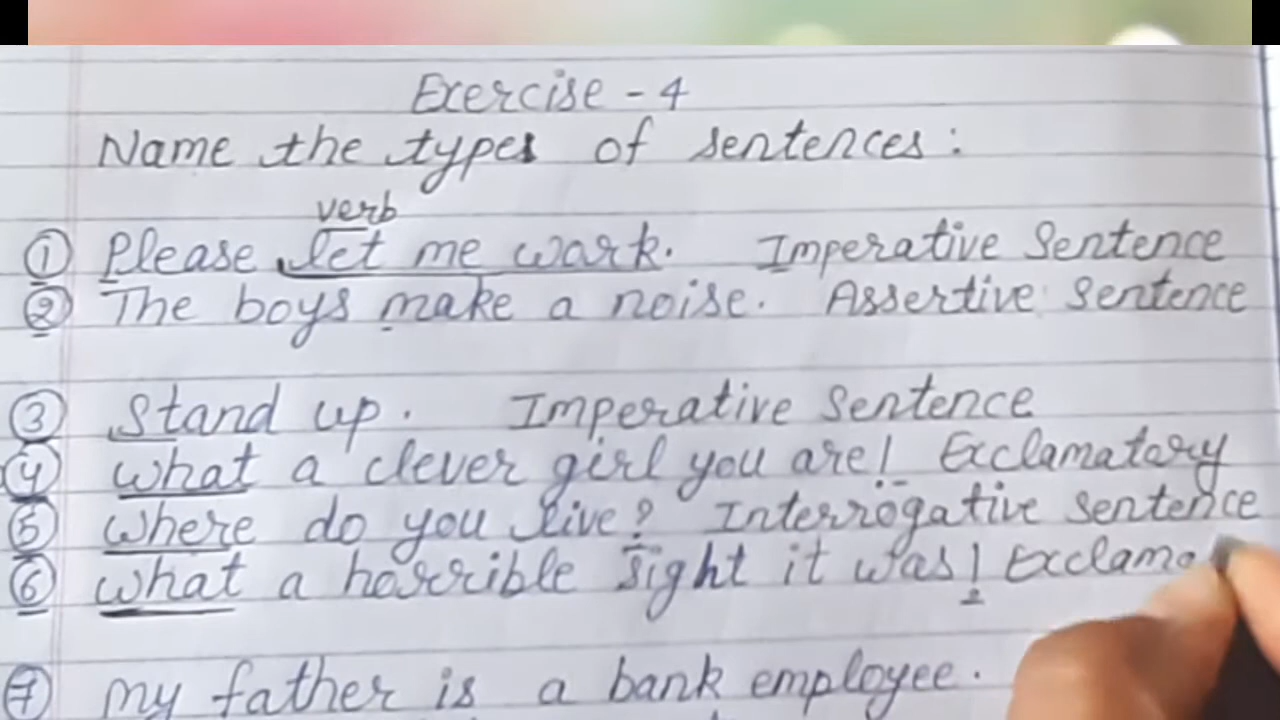 Exercise - 4
Name the types of sentences:
verb
① Please let me work. Imperative Sentence
② The boys make a noise. Assertive Sentence
③ Stand up. Imperative Sentence
④ what a clever girl you are! Exclamatory
⑤ where do you live? Interrogative Sentence
⑥ what a horrible sight it was! Exclama
⑦ my father is a bank employee.